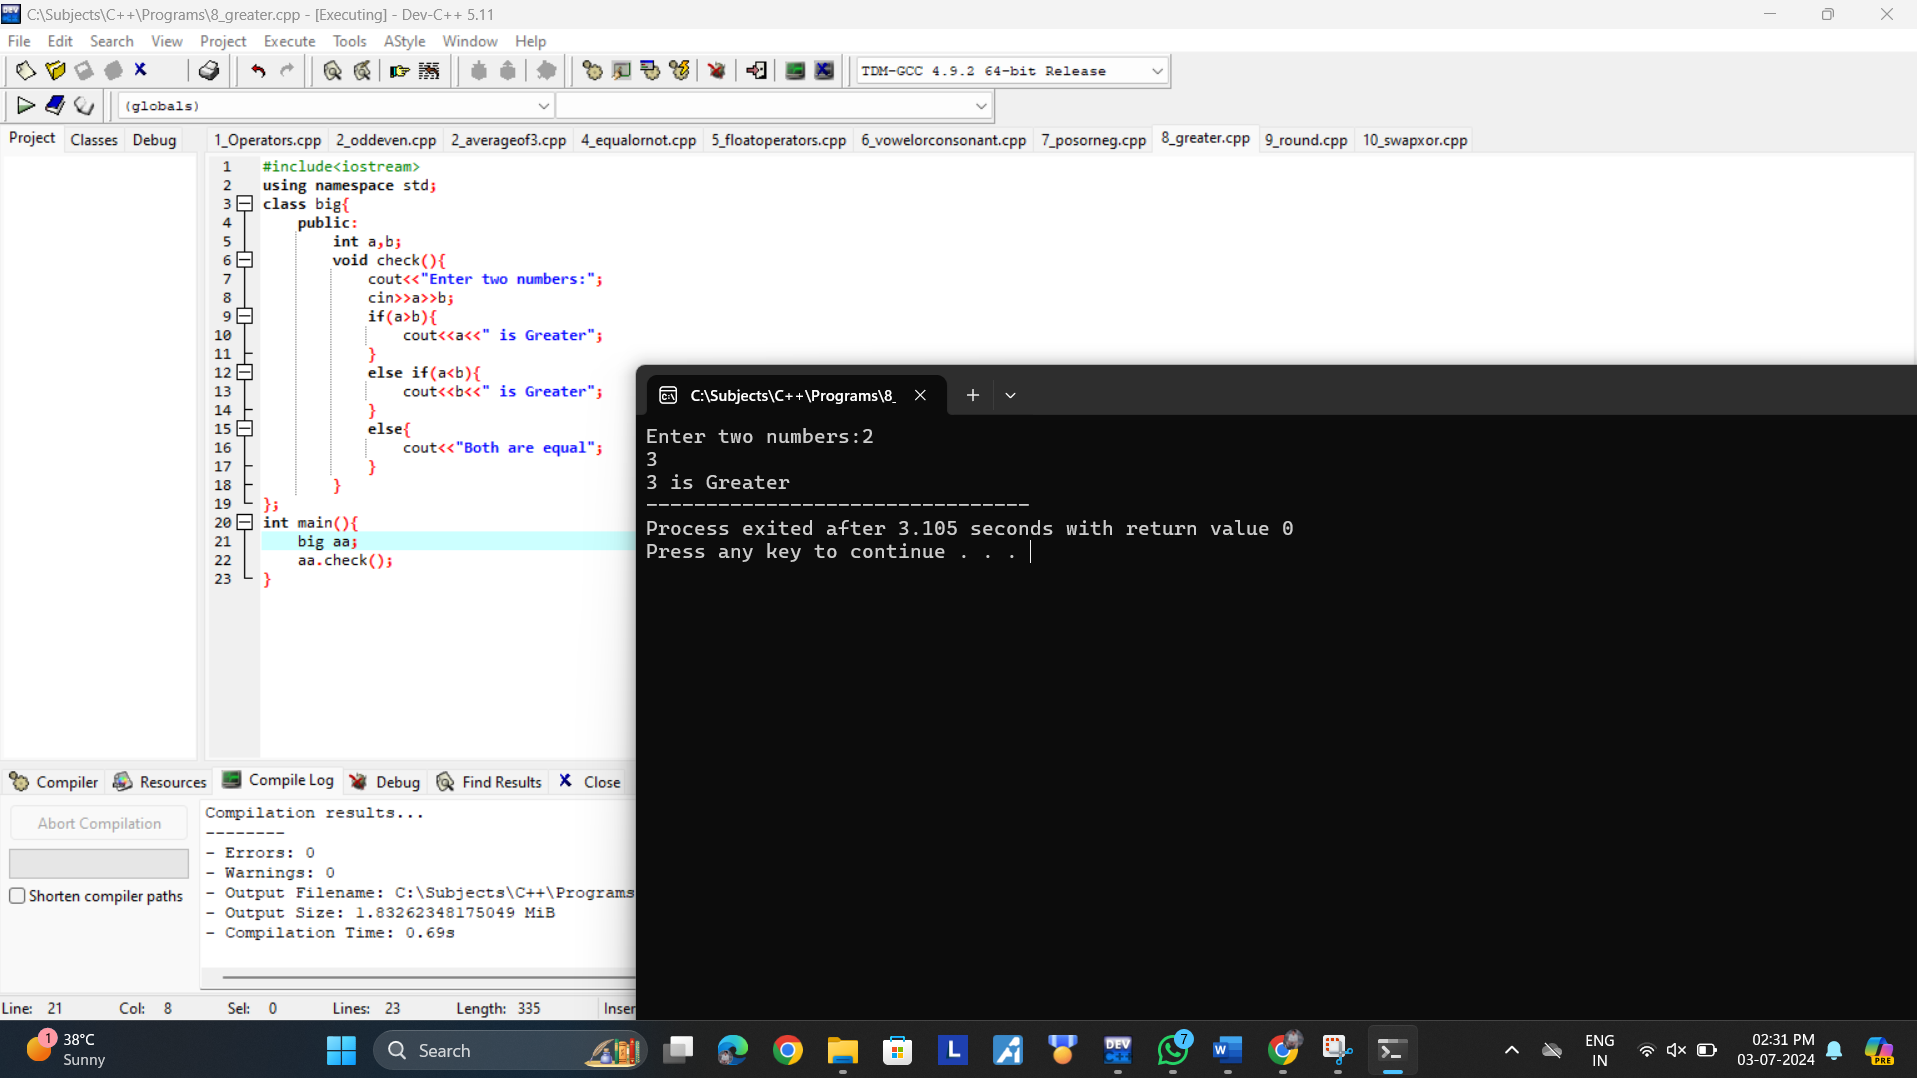 C:\Subjects\C++\Programs\8_greater.cpp - [Executing] - Dev-C++ 5.11
File Edit Search View Project Execute Tools AStyle Window Help
TDM-GCC 4.9.2 64-bit Release
(globals)
Project Classes Debug
1_Operators.cpp 2_oddeven.cpp 2_averageof3.cpp 4_equalornot.cpp 5_floatoperators.cpp 6_vowelorconsonant.cpp 7_posorneg.cpp 8_greater.cpp 9_round.cpp 10_swapxor.cpp
1 #include<iostream>
2 using namespace std;
3 class big{
4 public:
5 int a,b;
6 void check(){
7 cout<<"Enter two numbers:";
8 cin>>a>>b;
9 if(a>b){
10 cout<<a<<" is Greater";
11 }
12 else if(a<b){
13 cout<<b<<" is Greater";
14 }
15 else{
16 cout<<"Both are equal";
17 }
18 }
19 };
20 int main(){
21 big aa;
22 aa.check();
23 }
C:\Subjects\C++\Programs\8_
Enter two numbers:2
3
3 is Greater
--------------------------------
Process exited after 3.105 seconds with return value 0
Press any key to continue . . .
Compiler Resources Compile Log Debug Find Results Close
Abort Compilation
Shorten compiler paths
Compilation results...
--------
- Errors: 0
- Warnings: 0
- Output Filename: C:\Subjects\C++\Programs
- Output Size: 1.83262348175049 MiB
- Compilation Time: 0.69s
Line: 21 Col: 8 Sel: 0 Lines: 23 Length: 335 Inser
1
38°C
Sunny
Search
L
DEV
7
W
ENG
IN
02:31 PM
03-07-2024
PRE